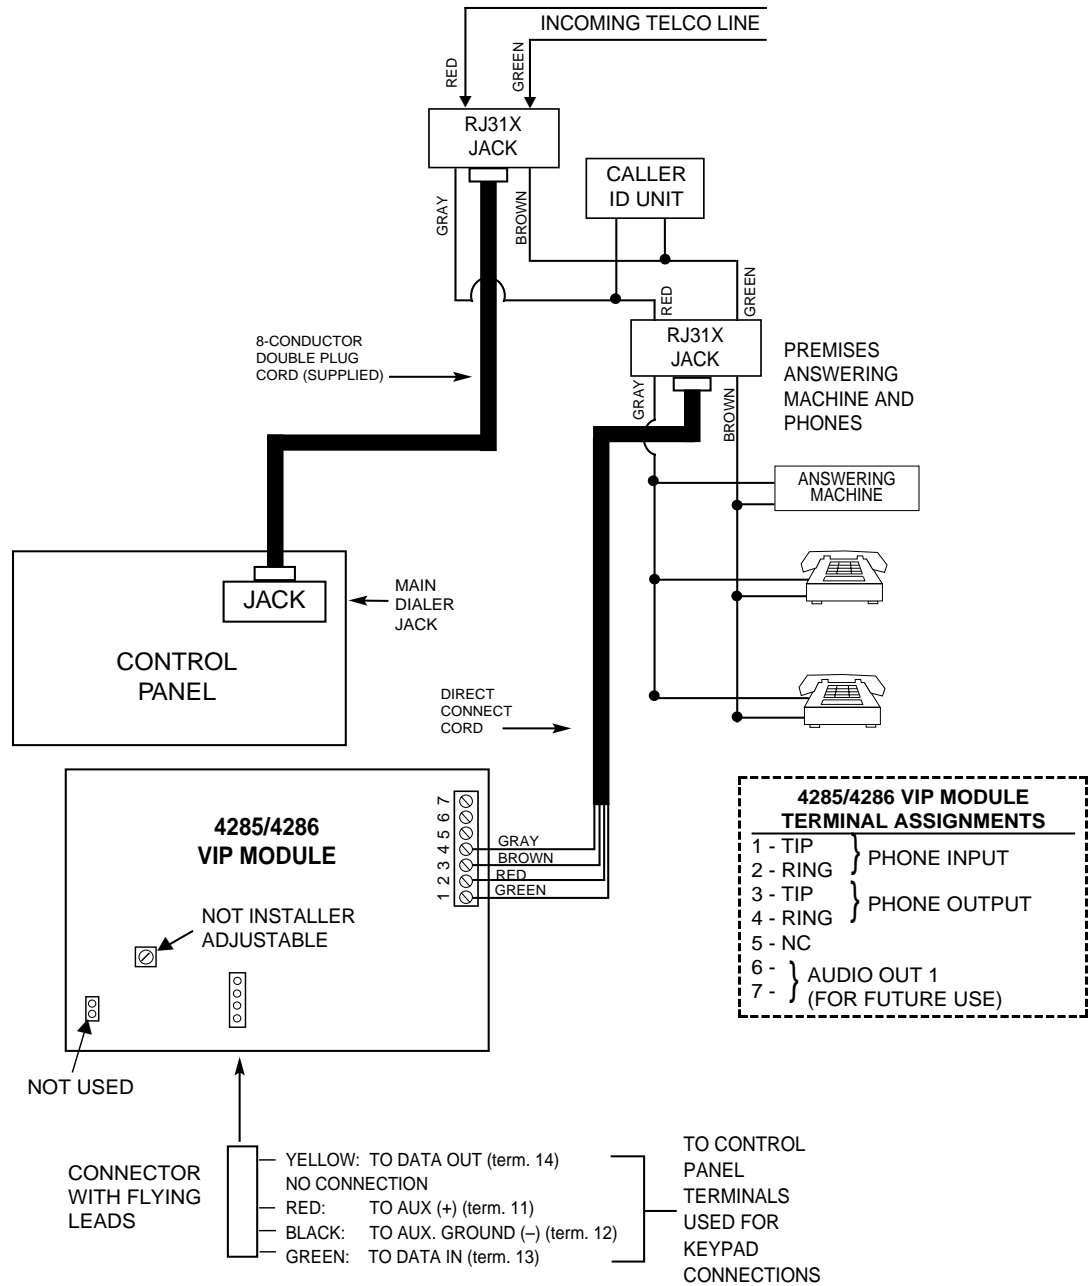 INCOMING TELCO LINE
RED
GREEN
RJ31X
JACK
CALLER
ID UNIT
GRAY
BROWN
RED
GREEN
8-CONDUCTOR
DOUBLE PLUG
CORD (SUPPLIED)
RJ31X
JACK
PREMISES
ANSWERING
MACHINE AND
PHONES
GRAY
BROWN
ANSWERING
MACHINE
JACK
MAIN
DIALER
JACK
CONTROL
PANEL
DIRECT
CONNECT
CORD
4285/4286
VIP MODULE
7
6
5
4
3
2
1
GRAY
BROWN
RED
GREEN
NOT INSTALLER
ADJUSTABLE
NOT USED
4285/4286 VIP MODULE
TERMINAL ASSIGNMENTS
1 - TIP
2 - RING
PHONE INPUT
3 - TIP
4 - RING
PHONE OUTPUT
5 - NC
6 -
7 -
AUDIO OUT 1
(FOR FUTURE USE)
CONNECTOR
WITH FLYING
LEADS
YELLOW: TO DATA OUT (term. 14)
NO CONNECTION
RED: TO AUX (+) (term. 11)
BLACK: TO AUX. GROUND (–) (term. 12)
GREEN: TO DATA IN (term. 13)
TO CONTROL
PANEL
TERMINALS
USED FOR
KEYPAD
CONNECTIONS